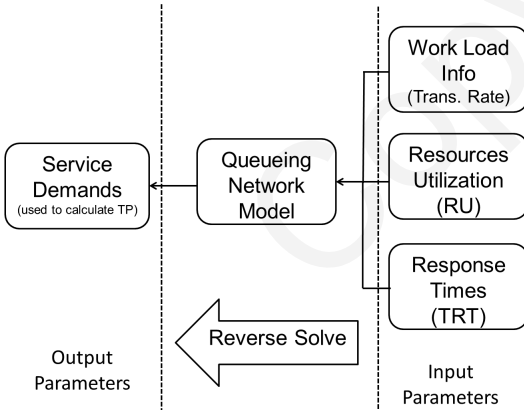 Work Load
Info
(Trans. Rate)
Service
Demands
(used to calculate TP)
Queueing
Network
Model
Resources
Utilization
(RU)
Response
Times
(TRT)
Reverse Solve
Output
Parameters
Input
Parameters